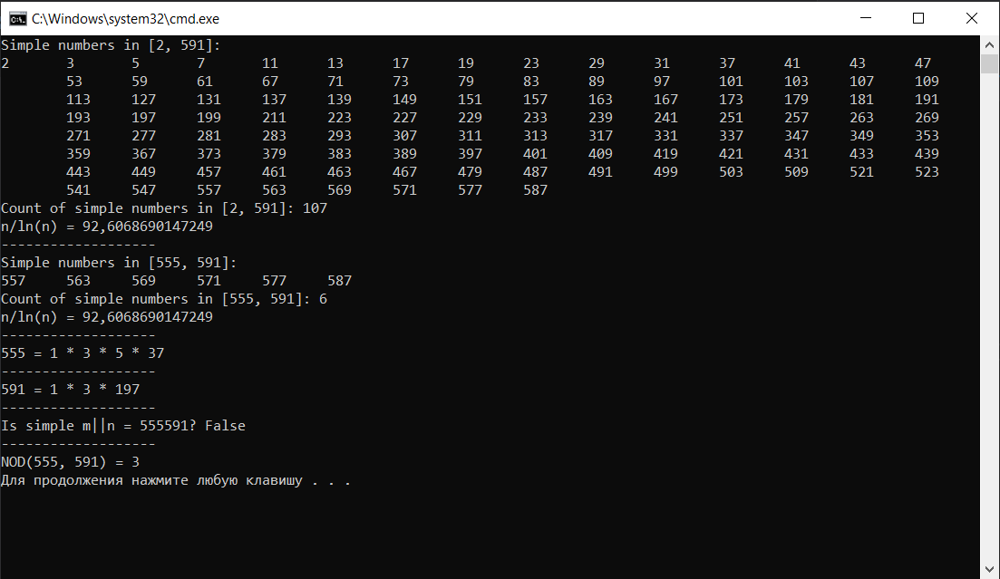 C:\Windows\system32\cmd.exe
Simple numbers in [2, 591]:
2 3 5 7 11 13 17 19 23 29 31 37 41 43 47
53 59 61 67 71 73 79 83 89 97 101 103 107 109
113 127 131 137 139 149 151 157 163 167 173 179 181 191
193 197 199 211 223 227 229 233 239 241 251 257 263 269
271 277 281 283 293 307 311 313 317 331 337 347 349 353
359 367 373 379 383 389 397 401 409 419 421 431 433 439
443 449 457 461 463 467 479 487 491 499 503 509 521 523
541 547 557 563 569 571 577 587
Count of simple numbers in [2, 591]: 107
n/ln(n) = 92,6068690147249
-------------------
Simple numbers in [555, 591]:
557 563 569 571 577 587
Count of simple numbers in [555, 591]: 6
n/ln(n) = 92,6068690147249
-------------------
555 = 1 * 3 * 5 * 37
-------------------
591 = 1 * 3 * 197
-------------------
Is simple m||n = 555591? False
-------------------
NOD(555, 591) = 3
Для продолжения нажмите любую клавишу . . .